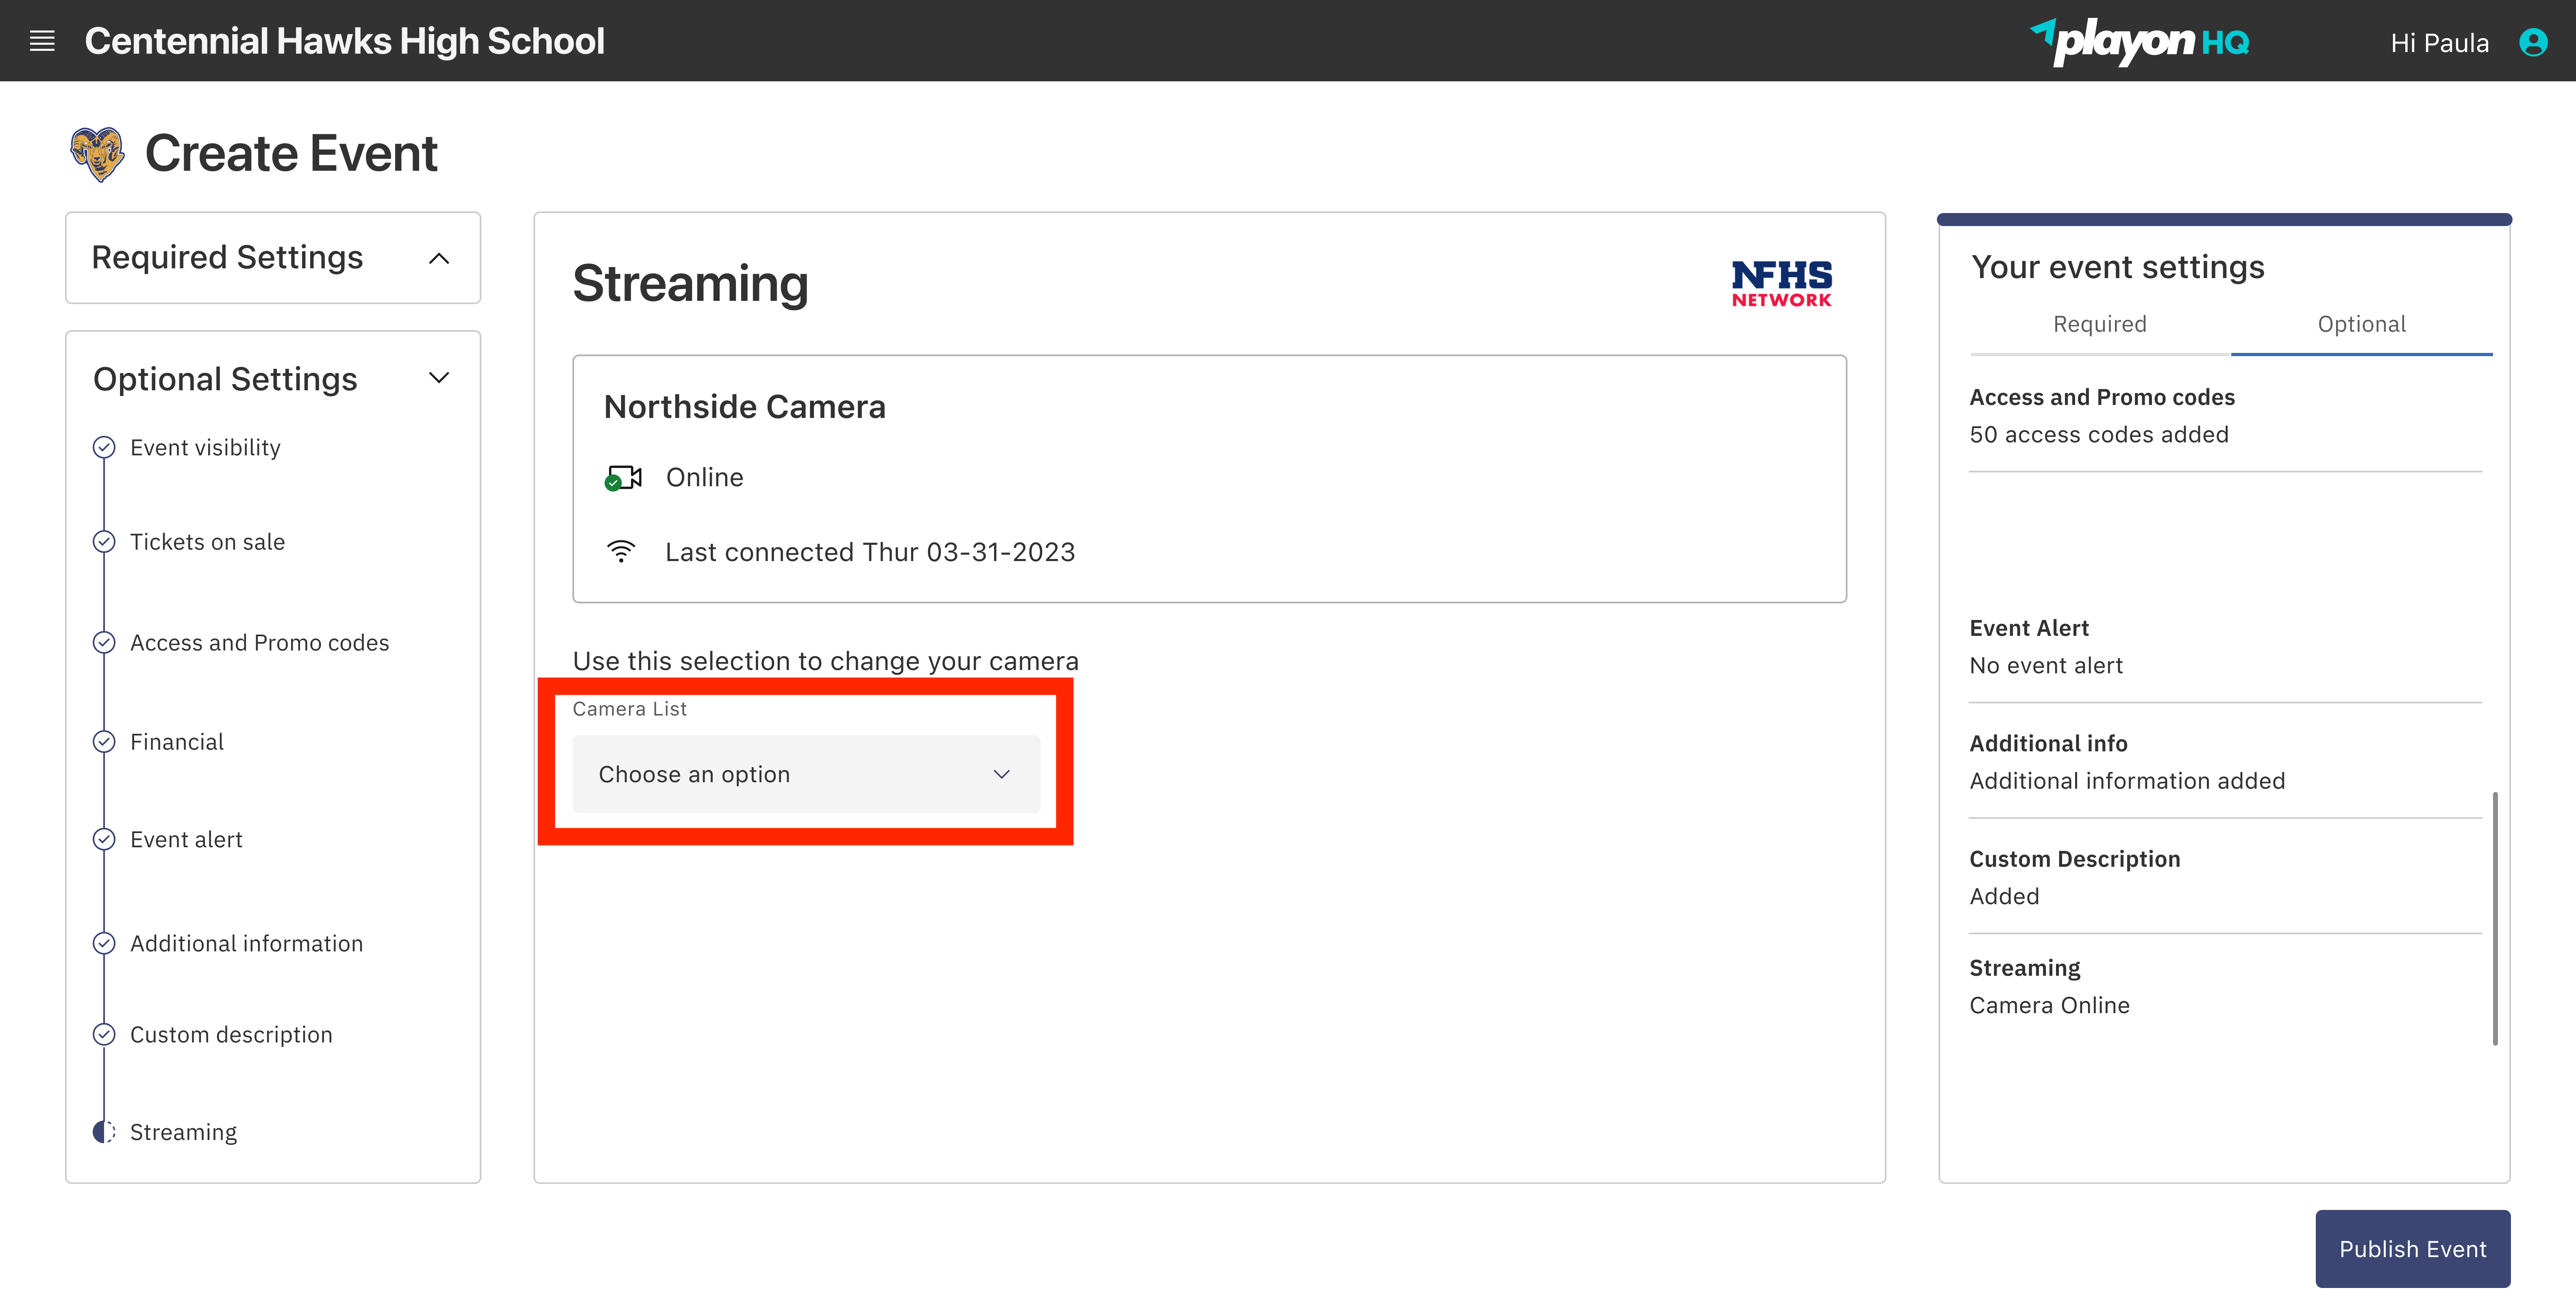 Centennial Hawks High School
playon HQ
Hi Paula
Create Event
Required Settings
Optional Settings
Event visibility
Tickets on sale
Access and Promo codes
Financial
Event alert
Additional information
Custom description
Streaming
Streaming
NFHS
NETWORK
Northside Camera
Online
Last connected Thur 03-31-2023
Use this selection to change your camera
Camera List
Choose an option
Your event settings
Required Optional
Access and Promo codes
50 access codes added
Event Alert
No event alert
Additional info
Additional information added
Custom Description
Added
Streaming
Camera Online
Publish Event